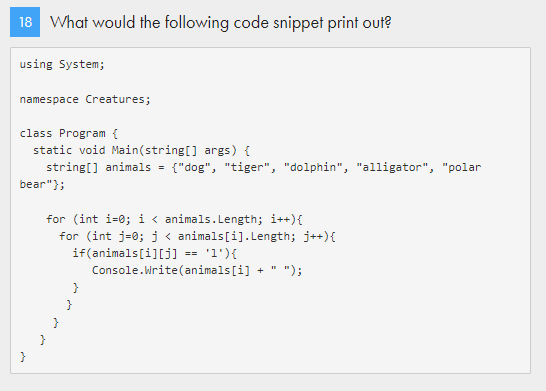 18 What would the following code snippet print out?
using System;
namespace Creatures;
class Program {
static void Main(string[] args) {
string[] animals = {"dog", "tiger", "dolphin", "alligator", "polar
bear"};
for (int i=0; i < animals.Length; i++){
for (int j=0; j < animals[i].Length; j++){
if(animals[i][j] == 'l'){
Console.Write(animals[i] + " ");
}
}
}
}
}